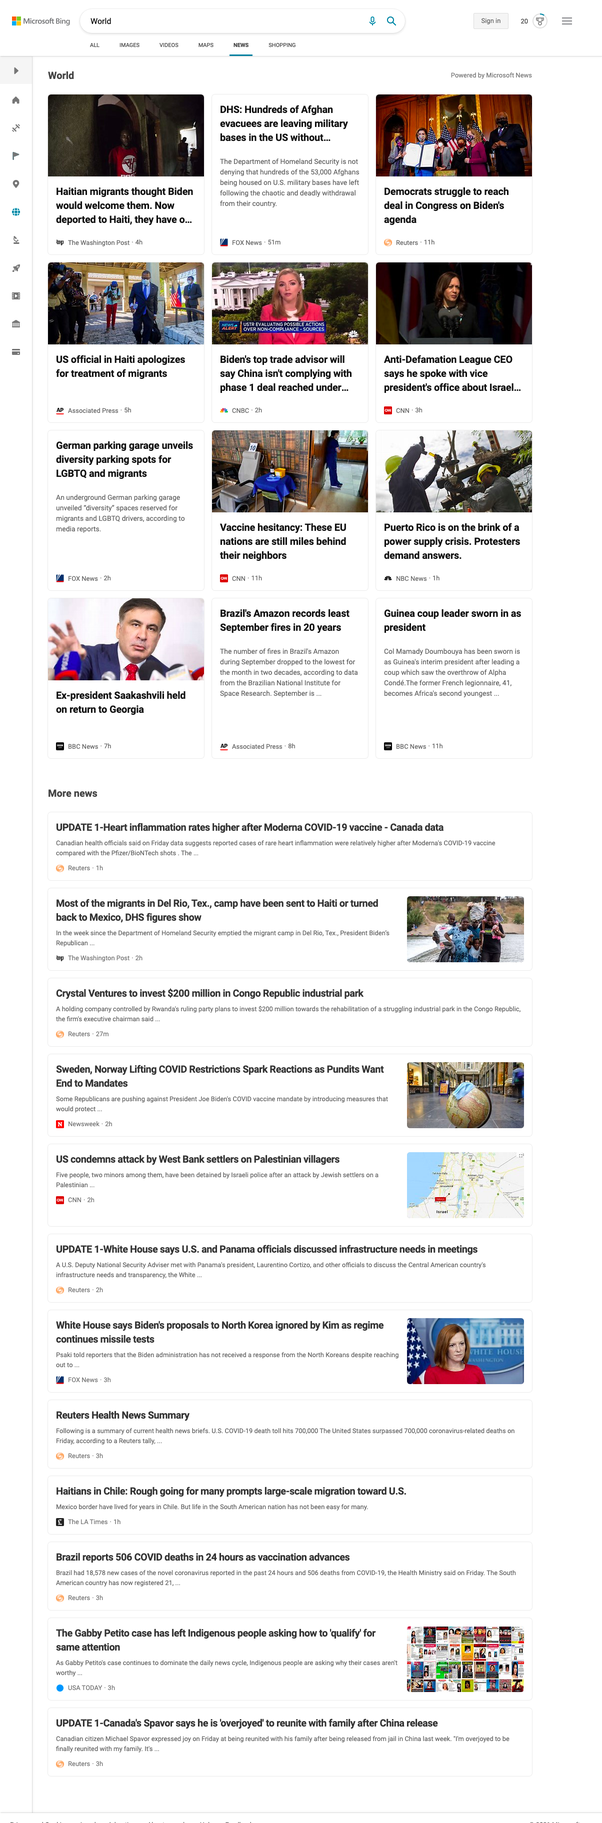 Microsoft Bing
World
Sign in
20
ALL
IMAGES
VIDEOS
MAPS
NEWS
SHOPPING
World
Powered by Microsoft News
Haitian migrants thought Biden
would welcome them. Now
deported to Haiti, they have o...
wp The Washington Post · 4h
DHS: Hundreds of Afghan
evacuees are leaving military
bases in the US without...
The Department of Homeland Security is not
denying that hundreds of the 53,000 Afghans
being housed on U.S. military bases have left
following the chaotic and deadly withdrawal
from their country.
FOX News · 51m
Democrats struggle to reach
deal in Congress on Biden's
agenda
Reuters · 11h
US official in Haiti apologizes
for treatment of migrants
AP Associated Press · 5h
NEWS ALERT
USTR EVALUATING POSSIBLE ACTIONS
OVER NON-COMPLIANCE - SOURCES
Biden's top trade advisor will
say China isn't complying with
phase 1 deal reached under...
CNBC · 2h
Anti-Defamation League CEO
says he spoke with vice
president's office about Israel...
CNN CNN · 3h
German parking garage unveils
diversity parking spots for
LGBTQ and migrants
An underground German parking garage
unveiled "diversity" spaces reserved for
migrants and LGBTQ drivers, according to
media reports.
FOX News · 2h
Vaccine hesitancy: These EU
nations are still miles behind
their neighbors
CNN CNN · 11h
Puerto Rico is on the brink of a
power supply crisis. Protesters
demand answers.
NBC News · 1h
Ex-president Saakashvili held
on return to Georgia
BBC News · 7h
Brazil's Amazon records least
September fires in 20 years
The number of fires in Brazil's Amazon
during September dropped to the lowest for
the month in two decades, according to data
from the Brazilian National Institute for
Space Research. September is ...
AP Associated Press · 8h
Guinea coup leader sworn in as
president
Col Mamady Doumbouya has been sworn in
as Guinea's interim president after leading a
coup which saw the overthrow of Alpha
Condé.The former French legionnaire, 41,
becomes Africa's second youngest ...
BBC News · 11h
More news
UPDATE 1-Heart inflammation rates higher after Moderna COVID-19 vaccine - Canada data
Canadian health officials said on Friday data suggests reported cases of rare heart inflammation were relatively higher after Moderna's COVID-19 vaccine
compared with the Pfizer/BioNTech shots . The ...
Reuters · 1h
Most of the migrants in Del Rio, Tex., camp have been sent to Haiti or turned
back to Mexico, DHS figures show
In the week since the Department of Homeland Security emptied the migrant camp in Del Rio, Tex., President Biden's
Republican ...
wp The Washington Post · 2h
Crystal Ventures to invest $200 million in Congo Republic industrial park
A holding company controlled by Rwanda's ruling party plans to invest $200 million towards the rehabilitation of a struggling industrial park in the Congo Republic,
the firm's executive chairman said ...
Reuters · 27m
Sweden, Norway Lifting COVID Restrictions Spark Reactions as Pundits Want
End to Mandates
Some Republicans are pushing against President Joe Biden's COVID vaccine mandate by introducing measures that
would protect ...
N Newsweek · 2h
US condemns attack by West Bank settlers on Palestinian villagers
Five people, two minors among them, have been detained by Israeli police after an attack by Jewish settlers on a
Palestinian ...
CNN CNN · 2h
Israel
UPDATE 1-White House says U.S. and Panama officials discussed infrastructure needs in meetings
A U.S. Deputy National Security Adviser met with Panama's president, Laurentino Cortizo, and other officials to discuss the Central American country's
infrastructure needs and transparency, the White ...
Reuters · 2h
White House says Biden's proposals to North Korea ignored by Kim as regime
continues missile tests
Psaki told reporters that the Biden administration has not received a response from the North Koreans despite reaching
out to ...
FOX News · 3h
Reuters Health News Summary
Following is a summary of current health news briefs. U.S. COVID-19 death toll hits 700,000 The United States surpassed 700,000 coronavirus-related deaths on
Friday, according to a Reuters tally, ...
Reuters · 3h
Haitians in Chile: Rough going for many prompts large-scale migration toward U.S.
Mexico border have lived for years in Chile. But life in the South American nation has not been easy for many.
The LA Times · 1h
Brazil reports 506 COVID deaths in 24 hours as vaccination advances
Brazil had 18,578 new cases of the novel coronavirus reported in the past 24 hours and 506 deaths from COVID-19, the Health Ministry said on Friday. The South
American country has now registered 21, ...
Reuters · 3h
The Gabby Petito case has left Indigenous people asking how to 'qualify' for
same attention
As Gabby Petito's case continues to dominate the daily news cycle, Indigenous people are asking why their cases aren't
worthy ...
USA TODAY · 3h
UPDATE 1-Canada's Spavor says he is 'overjoyed' to reunite with family after China release
Canadian citizen Michael Spavor expressed joy on Friday at being reunited with his family after being released from jail in China last week. "I'm overjoyed to be
finally reunited with my family. It's ...
Reuters · 3h